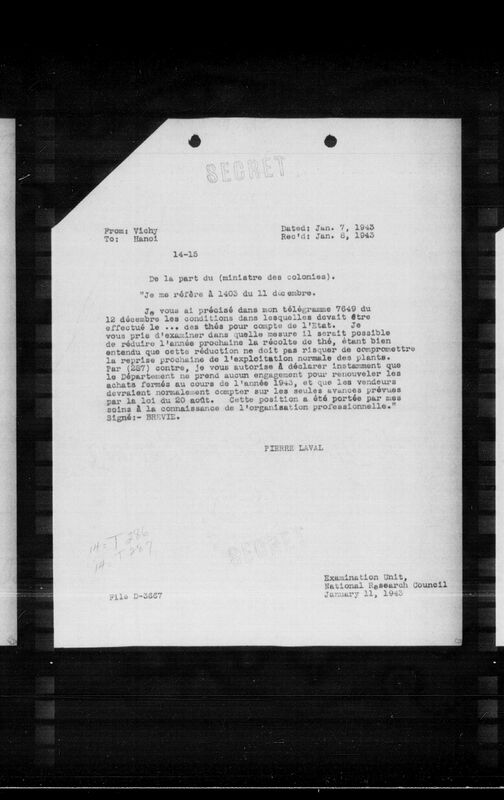 SECRET
From: Vichy Dated: Jan. 7, 1943
To: Hanoi Rec'd: Jan. 8, 1943
14-15
De la part du (ministre des colonies).
"Je me réfère à 1403 du 11 décembre.
Je vous ai précisé dans mon télégramme 7649 du
12 décembre les conditions dans lesquelles devait être
effectué le ... des thés pour compte de l'Etat. Je
vous prie d'examiner dans quelle mesure il serait possible
de réduire l'année prochaine la récolte de thé, étant bien
entendu que cette réduction ne doit pas risquer de compromettre
la reprise prochaine de l'exploitation normale des plants.
Par (287) contre, je vous autorise à déclarer instamment que
le Département ne prend aucun engagement pour renouveler les
achats fermés au cours de l'année 1943, et que les vendeurs
devraient normalement compter sur les seules avances prévues
par la loi du 20 août. Cette position a été portée par mes
soins à la connaissance de l'organisation professionnelle."
Signé:- BREVIE.
PIERRE LAVAL
14- T 286
14- T 287
SECRET
Examination Unit,
National Research Council
File D-3667 January 11, 1943